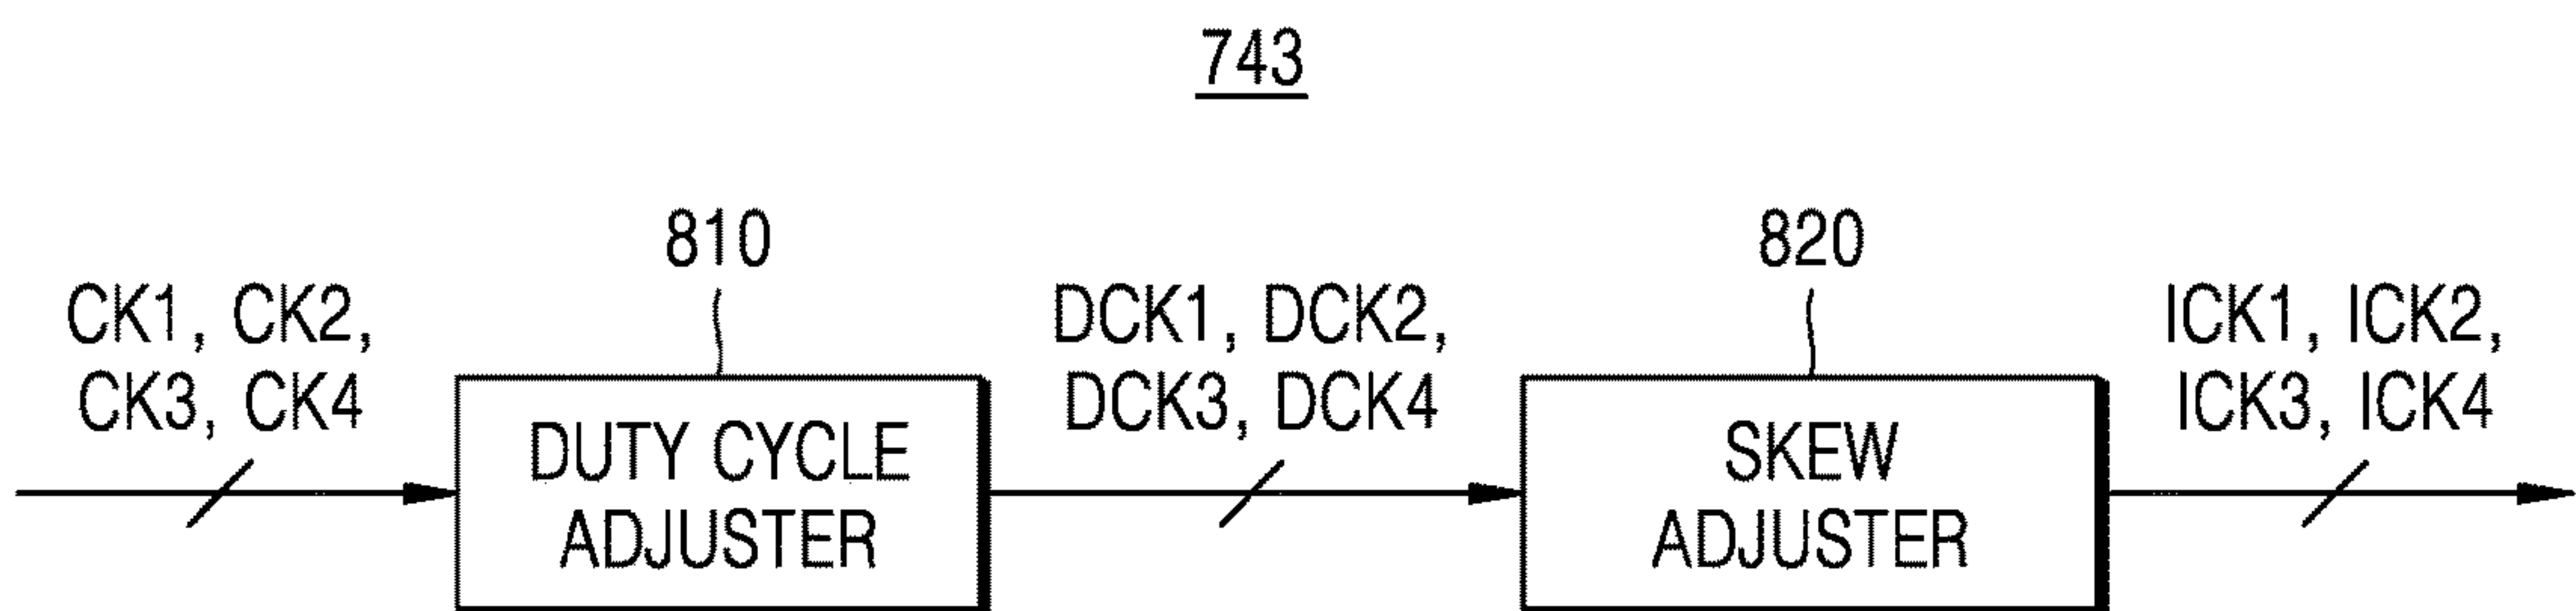 743
810
820
CK1, CK2,
CK3, CK4
DUTY CYCLE
ADJUSTER
DCK1, DCK2,
DCK3, DCK4
SKEW
ADJUSTER
ICK1, ICK2,
ICK3, ICK4